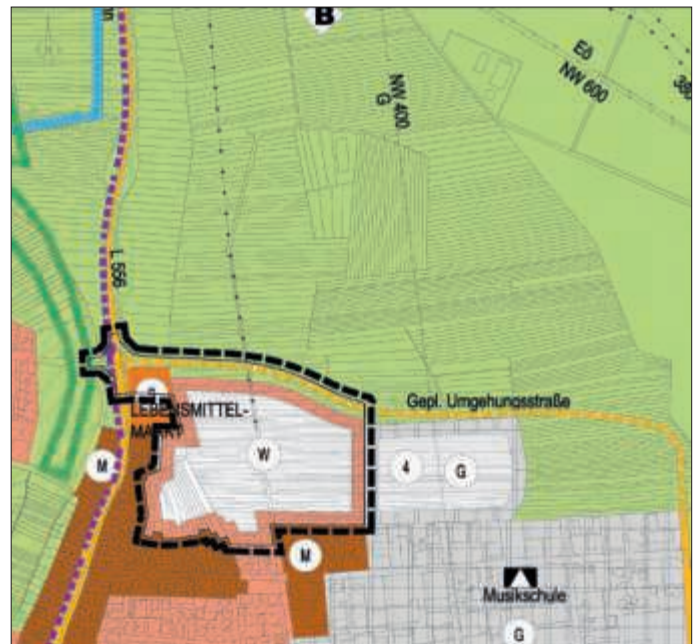 B
Eö
NW 600
NW 400
G
L 556
LEBENSMITTEL-
MARKT
Gepl. Umgehungsstraße
M
W
4
G
M
Musikschule
G